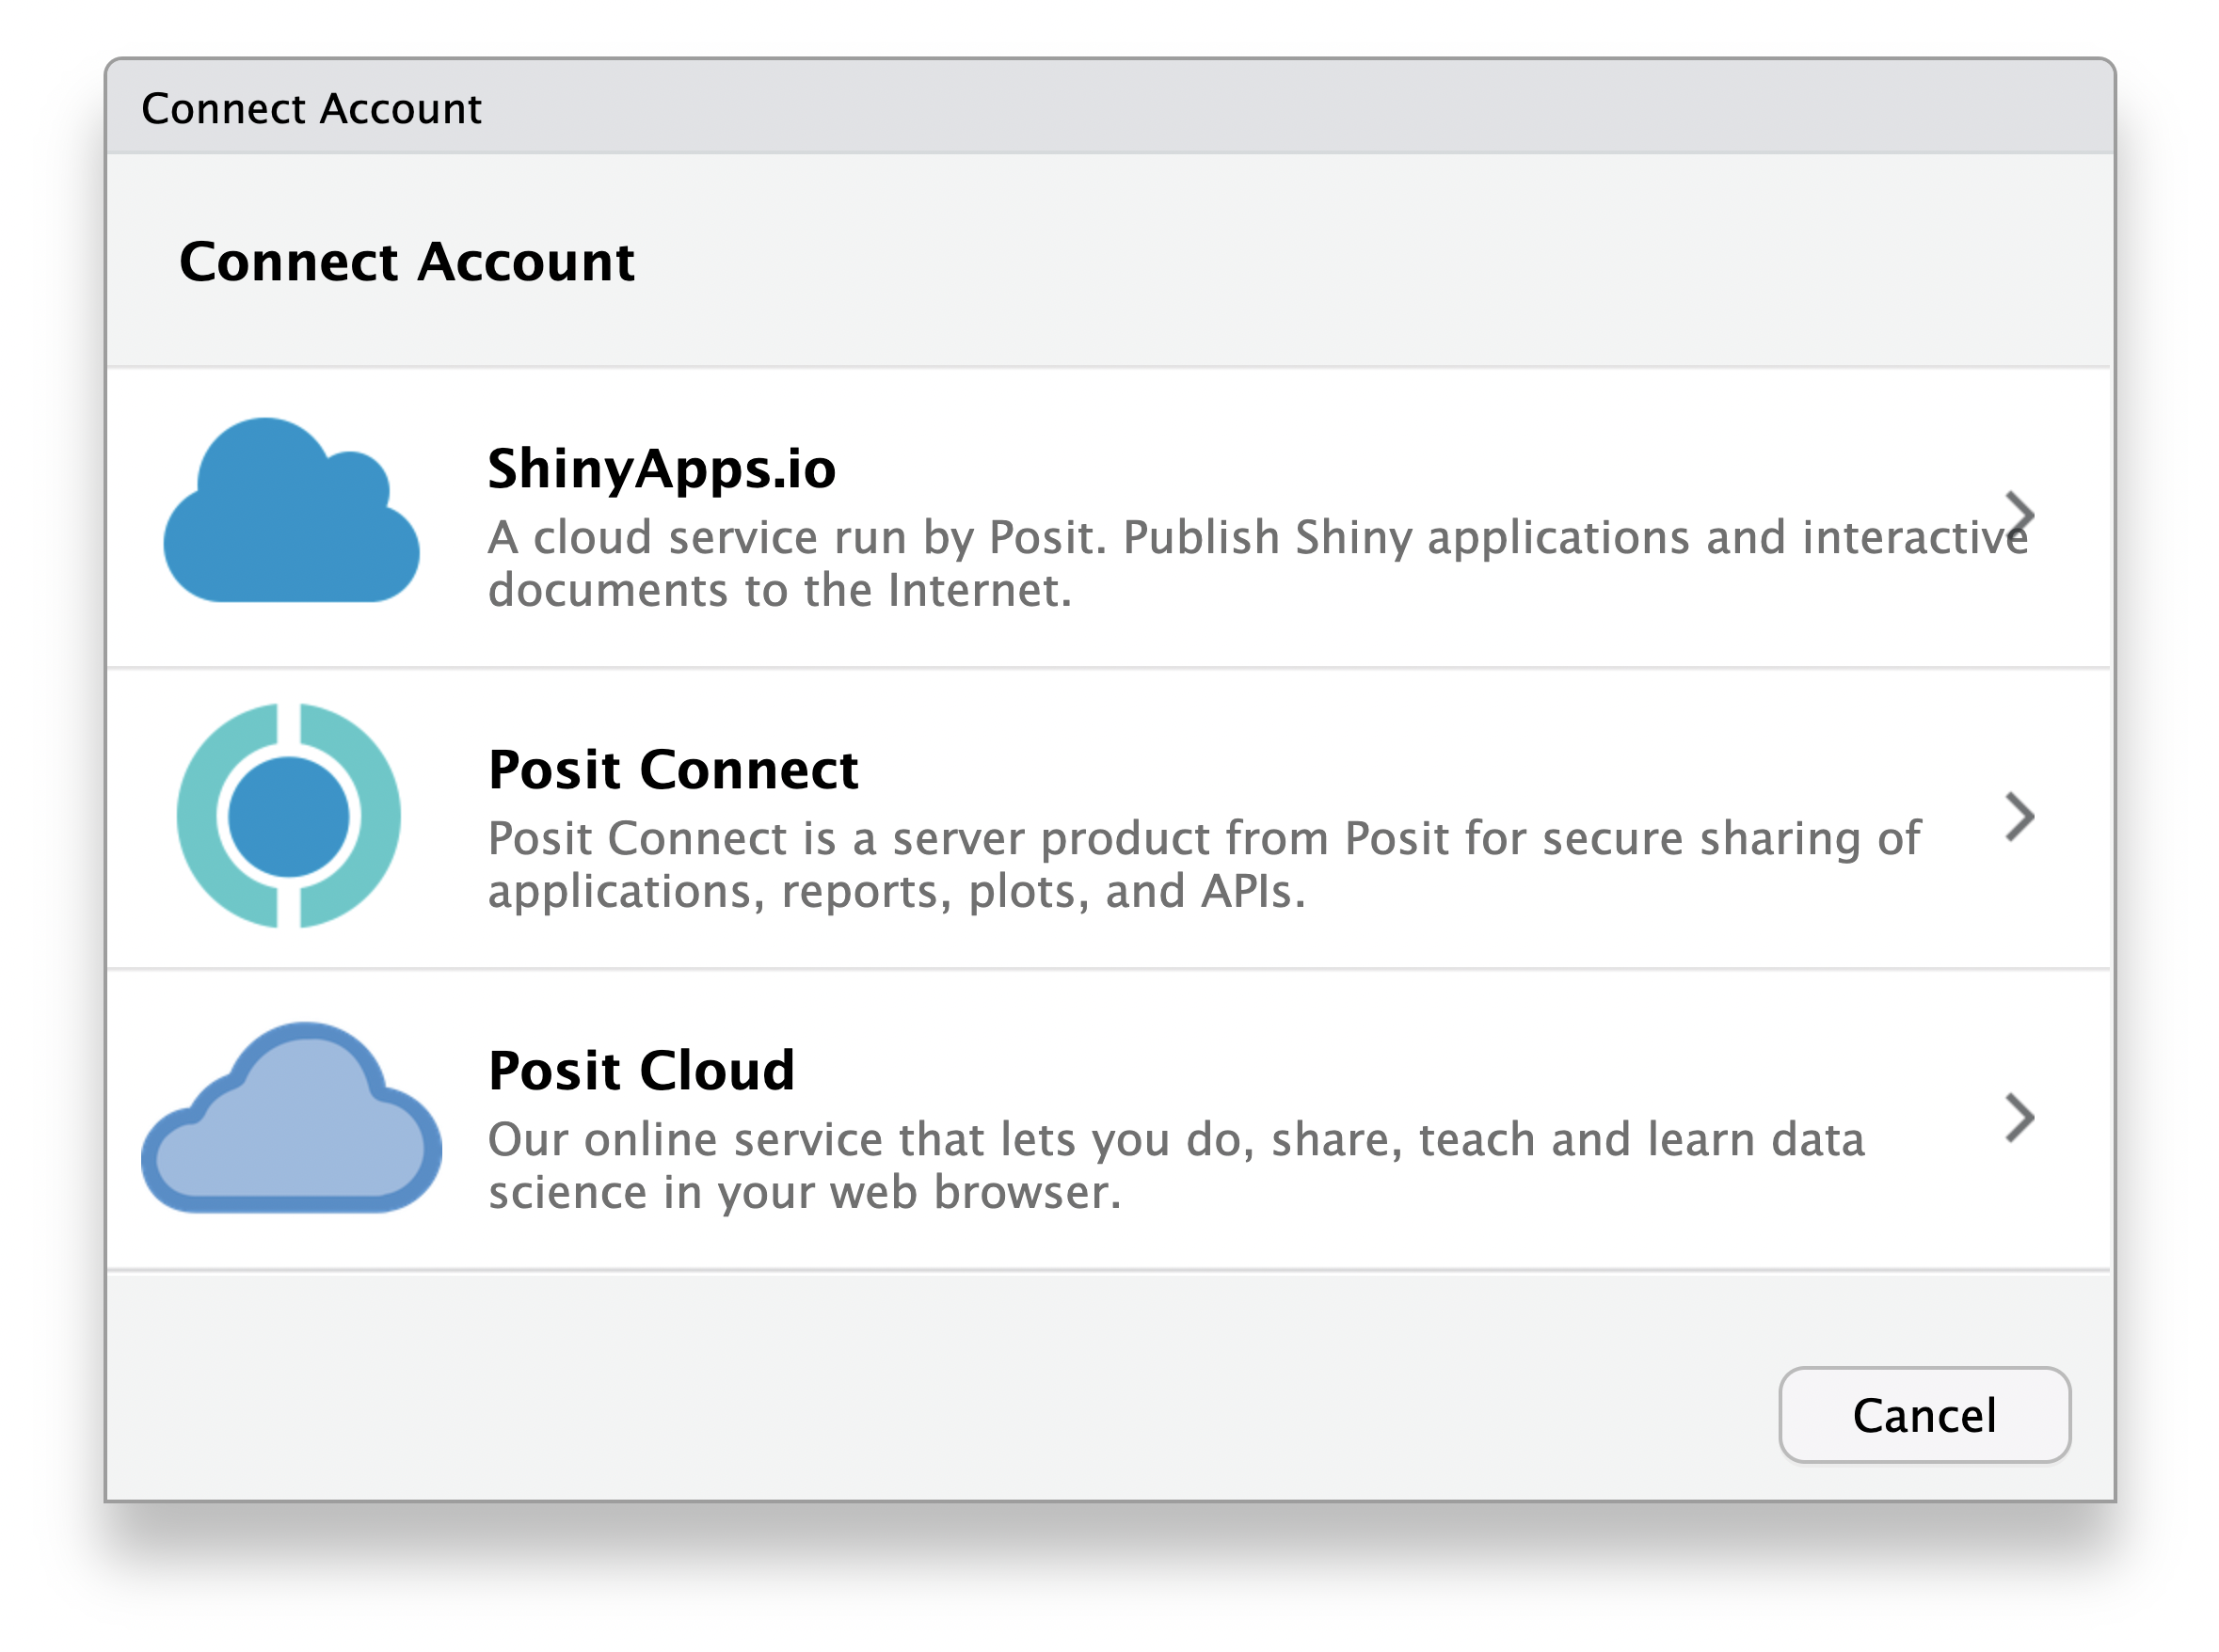 Connect Account
Connect Account
ShinyApps.io
A cloud service run by Posit. Publish Shiny applications and interactive
documents to the Internet.
Posit Connect
Posit Connect is a server product from Posit for secure sharing of
applications, reports, plots, and APIs.
Posit Cloud
Our online service that lets you do, share, teach and learn data
science in your web browser.
Cancel